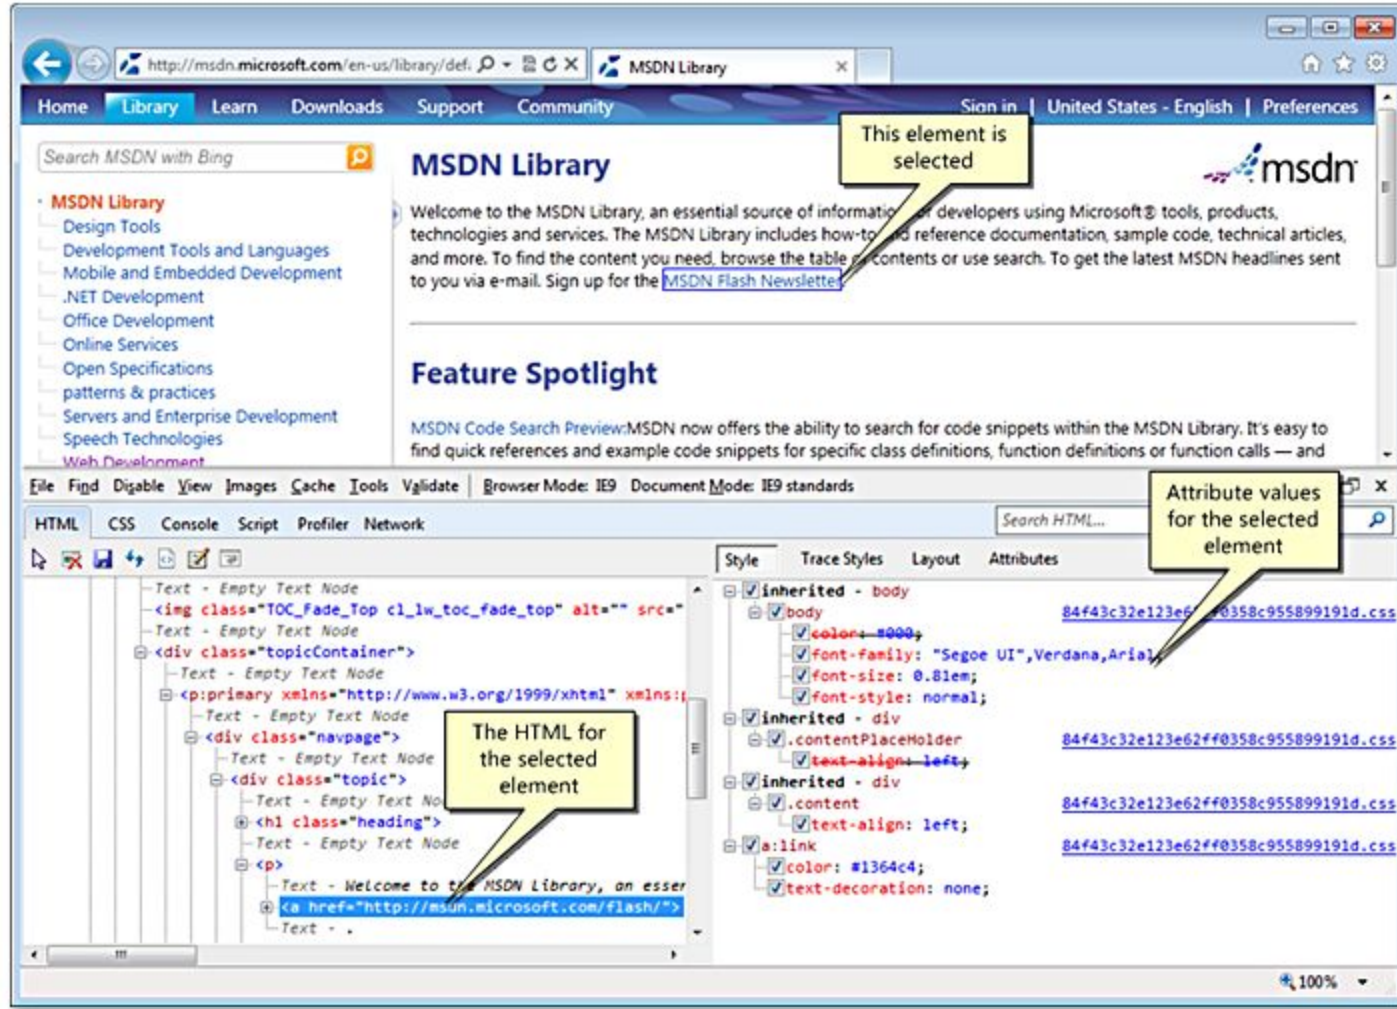 http://msdn.microsoft.com/en-us/library/def
MSDN Library
Home Library Learn Downloads Support Community Sign in | United States - English | Preferences
This element is
selected
Search MSDN with Bing
MSDN Library
msdn
MSDN Library
Design Tools
Development Tools and Languages
Mobile and Embedded Development
.NET Development
Office Development
Online Services
Open Specifications
patterns & practices
Servers and Enterprise Development
Speech Technologies
Web Development
Welcome to the MSDN Library, an essential source of information for developers using Microsoft® tools, products,
technologies and services. The MSDN Library includes how-to and reference documentation, sample code, technical articles,
and more. To find the content you need, browse the table of contents or use search. To get the latest MSDN headlines sent
to you via e-mail. Sign up for the MSDN Flash Newsletter
Feature Spotlight
MSDN Code Search Preview:MSDN now offers the ability to search for code snippets within the MSDN Library. It's easy to
find quick references and example code snippets for specific class definitions, function definitions or function calls — and
File Find Disable View Images Cache Tools Validate | Browser Mode: IE9 Document Mode: IE9 standards
Attribute values
for the selected
element
HTML CSS Console Script Profiler Network
Search HTML...
Style Trace Styles Layout Attributes
Text - Empty Text Node
<img class="TOC_Fade_Top cl_lw_toc_fade_top" alt="" src="
Text - Empty Text Node
<div class="topicContainer">
Text - Empty Text Node
<p:primary xmlns="http://www.w3.org/1999/xhtml" xmlns:
Text - Empty Text Node
<div class="navpage">
Text - Empty Text Node
<div class="topic">
Text - Empty Text No
<h1 class="heading">
Text - Empty Text Node
<p>
Text - Welcome to the MSDN Library, an esser
<a href="http://msdn.microsoft.com/flash/">
Text - .
The HTML for
the selected
element
inherited - body
body 84f43c32e123e62ff0358c955899191d.css
color: #000;
font-family: "Segoe UI",Verdana,Arial
font-size: 0.81em;
font-style: normal;
inherited - div
.contentPlaceHolder 84f43c32e123e62ff0358c955899191d.css
text-align: left;
inherited - div
.content 84f43c32e123e62ff0358c955899191d.css
text-align: left;
a:link 84f43c32e123e62ff0358c955899191d.css
color: #1364c4;
text-decoration: none;
100%